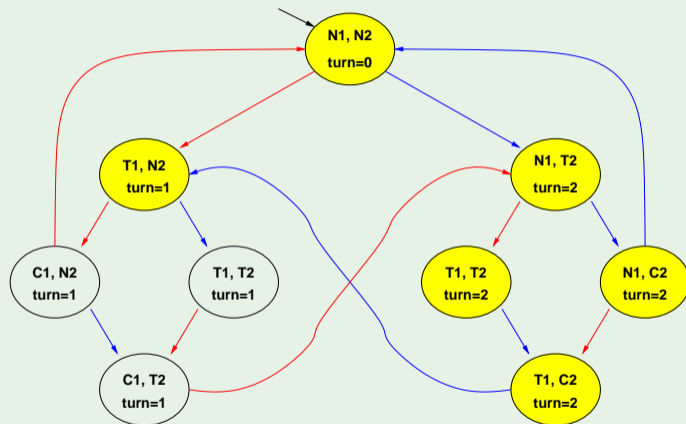 N1, N2
turn=0
T1, N2
turn=1
N1, T2
turn=2
C1, N2
turn=1
T1, T2
turn=1
T1, T2
turn=2
N1, C2
turn=2
C1, T2
turn=1
T1, C2
turn=2